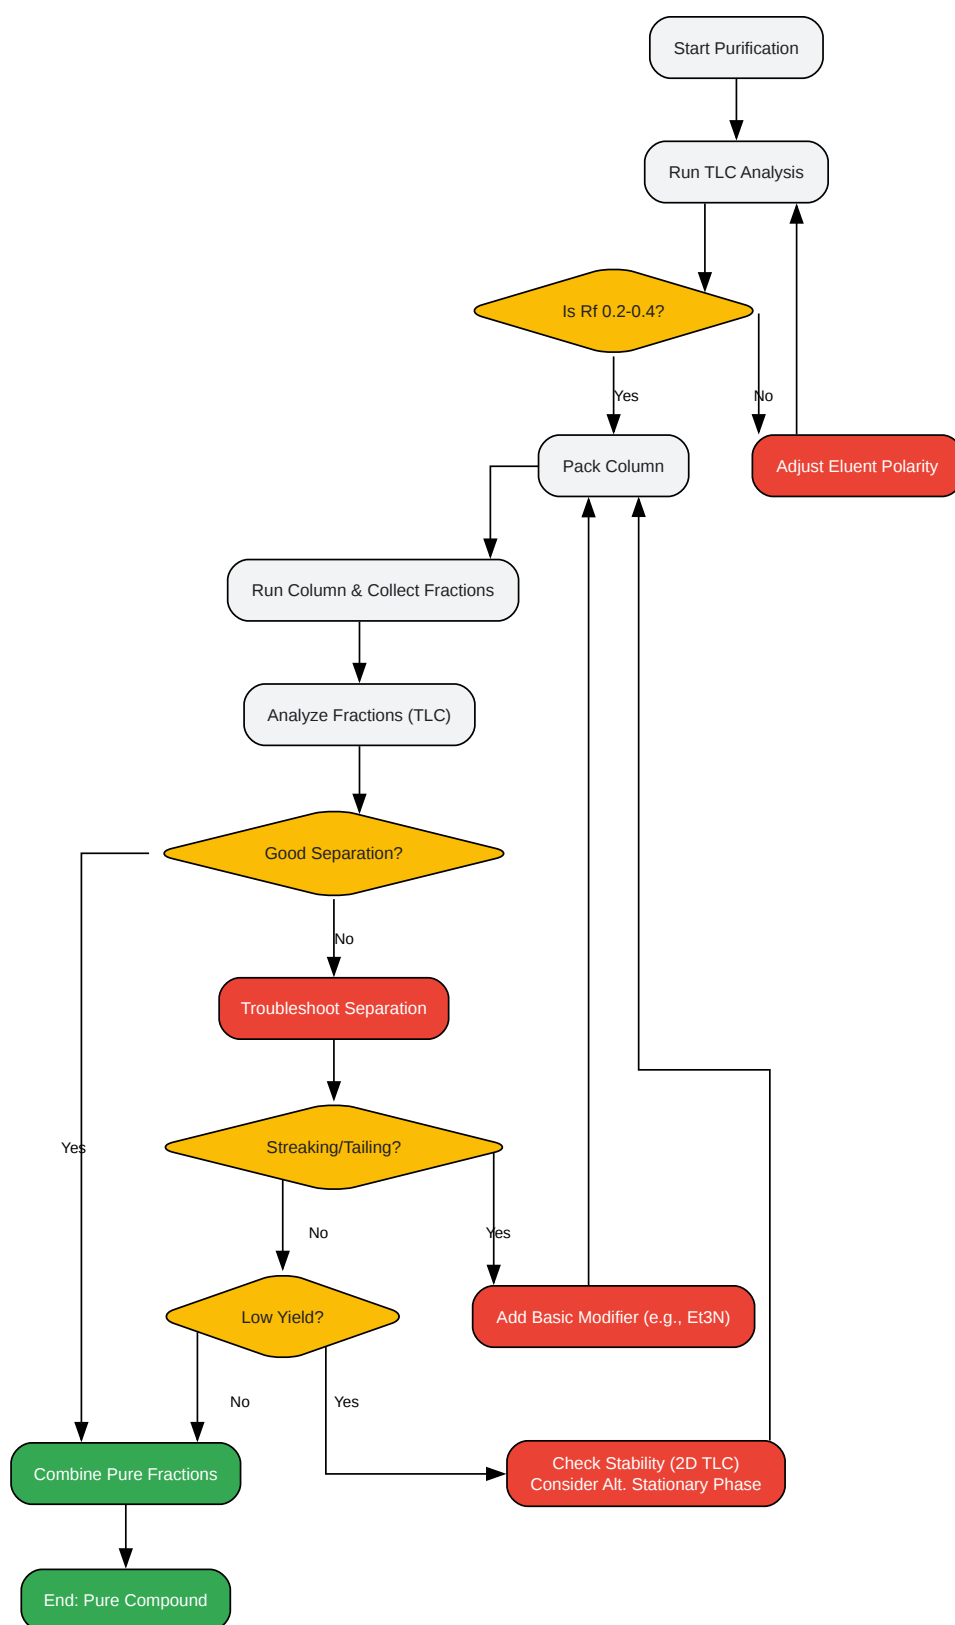 Start Purification
Run TLC Analysis
Is Rf 0.2-0.4?
Yes
No
Pack Column
Adjust Eluent Polarity
Run Column & Collect Fractions
Analyze Fractions (TLC)
Good Separation?
No
Troubleshoot Separation
Yes
Streaking/Tailing?
No
Yes
Low Yield?
Add Basic Modifier (e.g., Et3N)
No
Yes
Combine Pure Fractions
Check Stability (2D TLC)
Consider Alt. Stationary Phase
End: Pure Compound